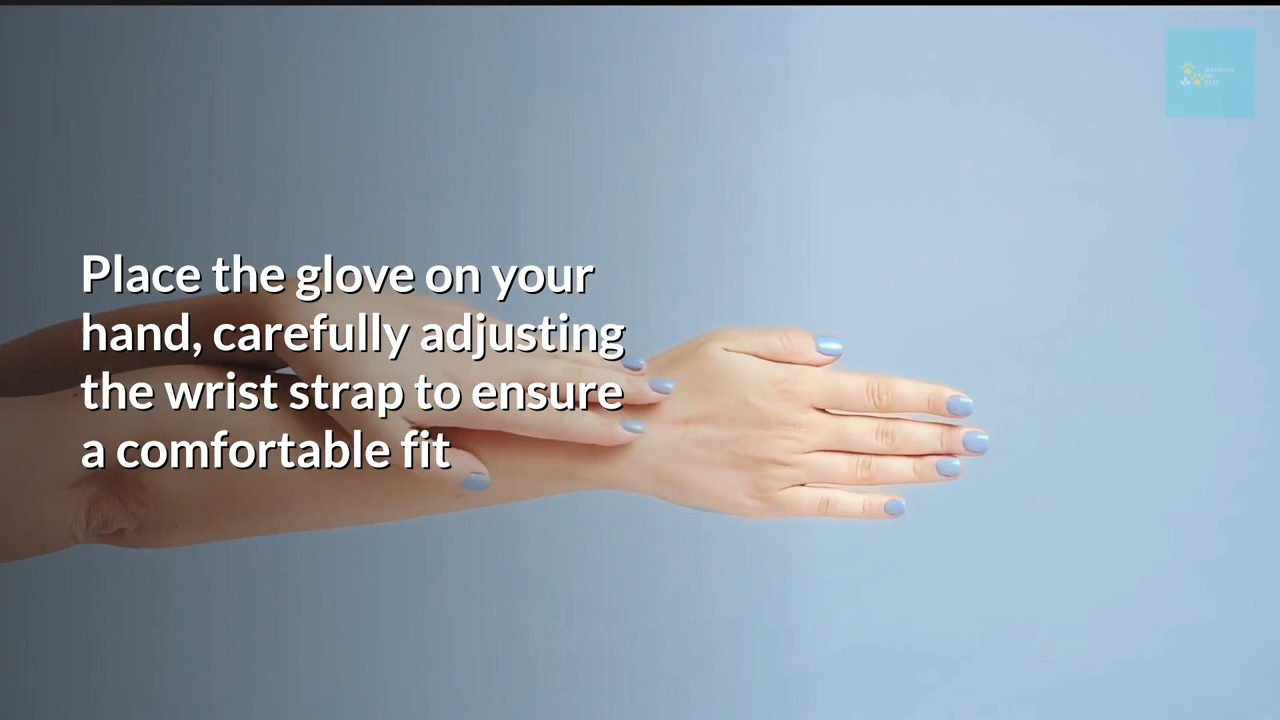 Place the glove on your
hand, carefully adjusting
the wrist strap to ensure
a comfortable fit